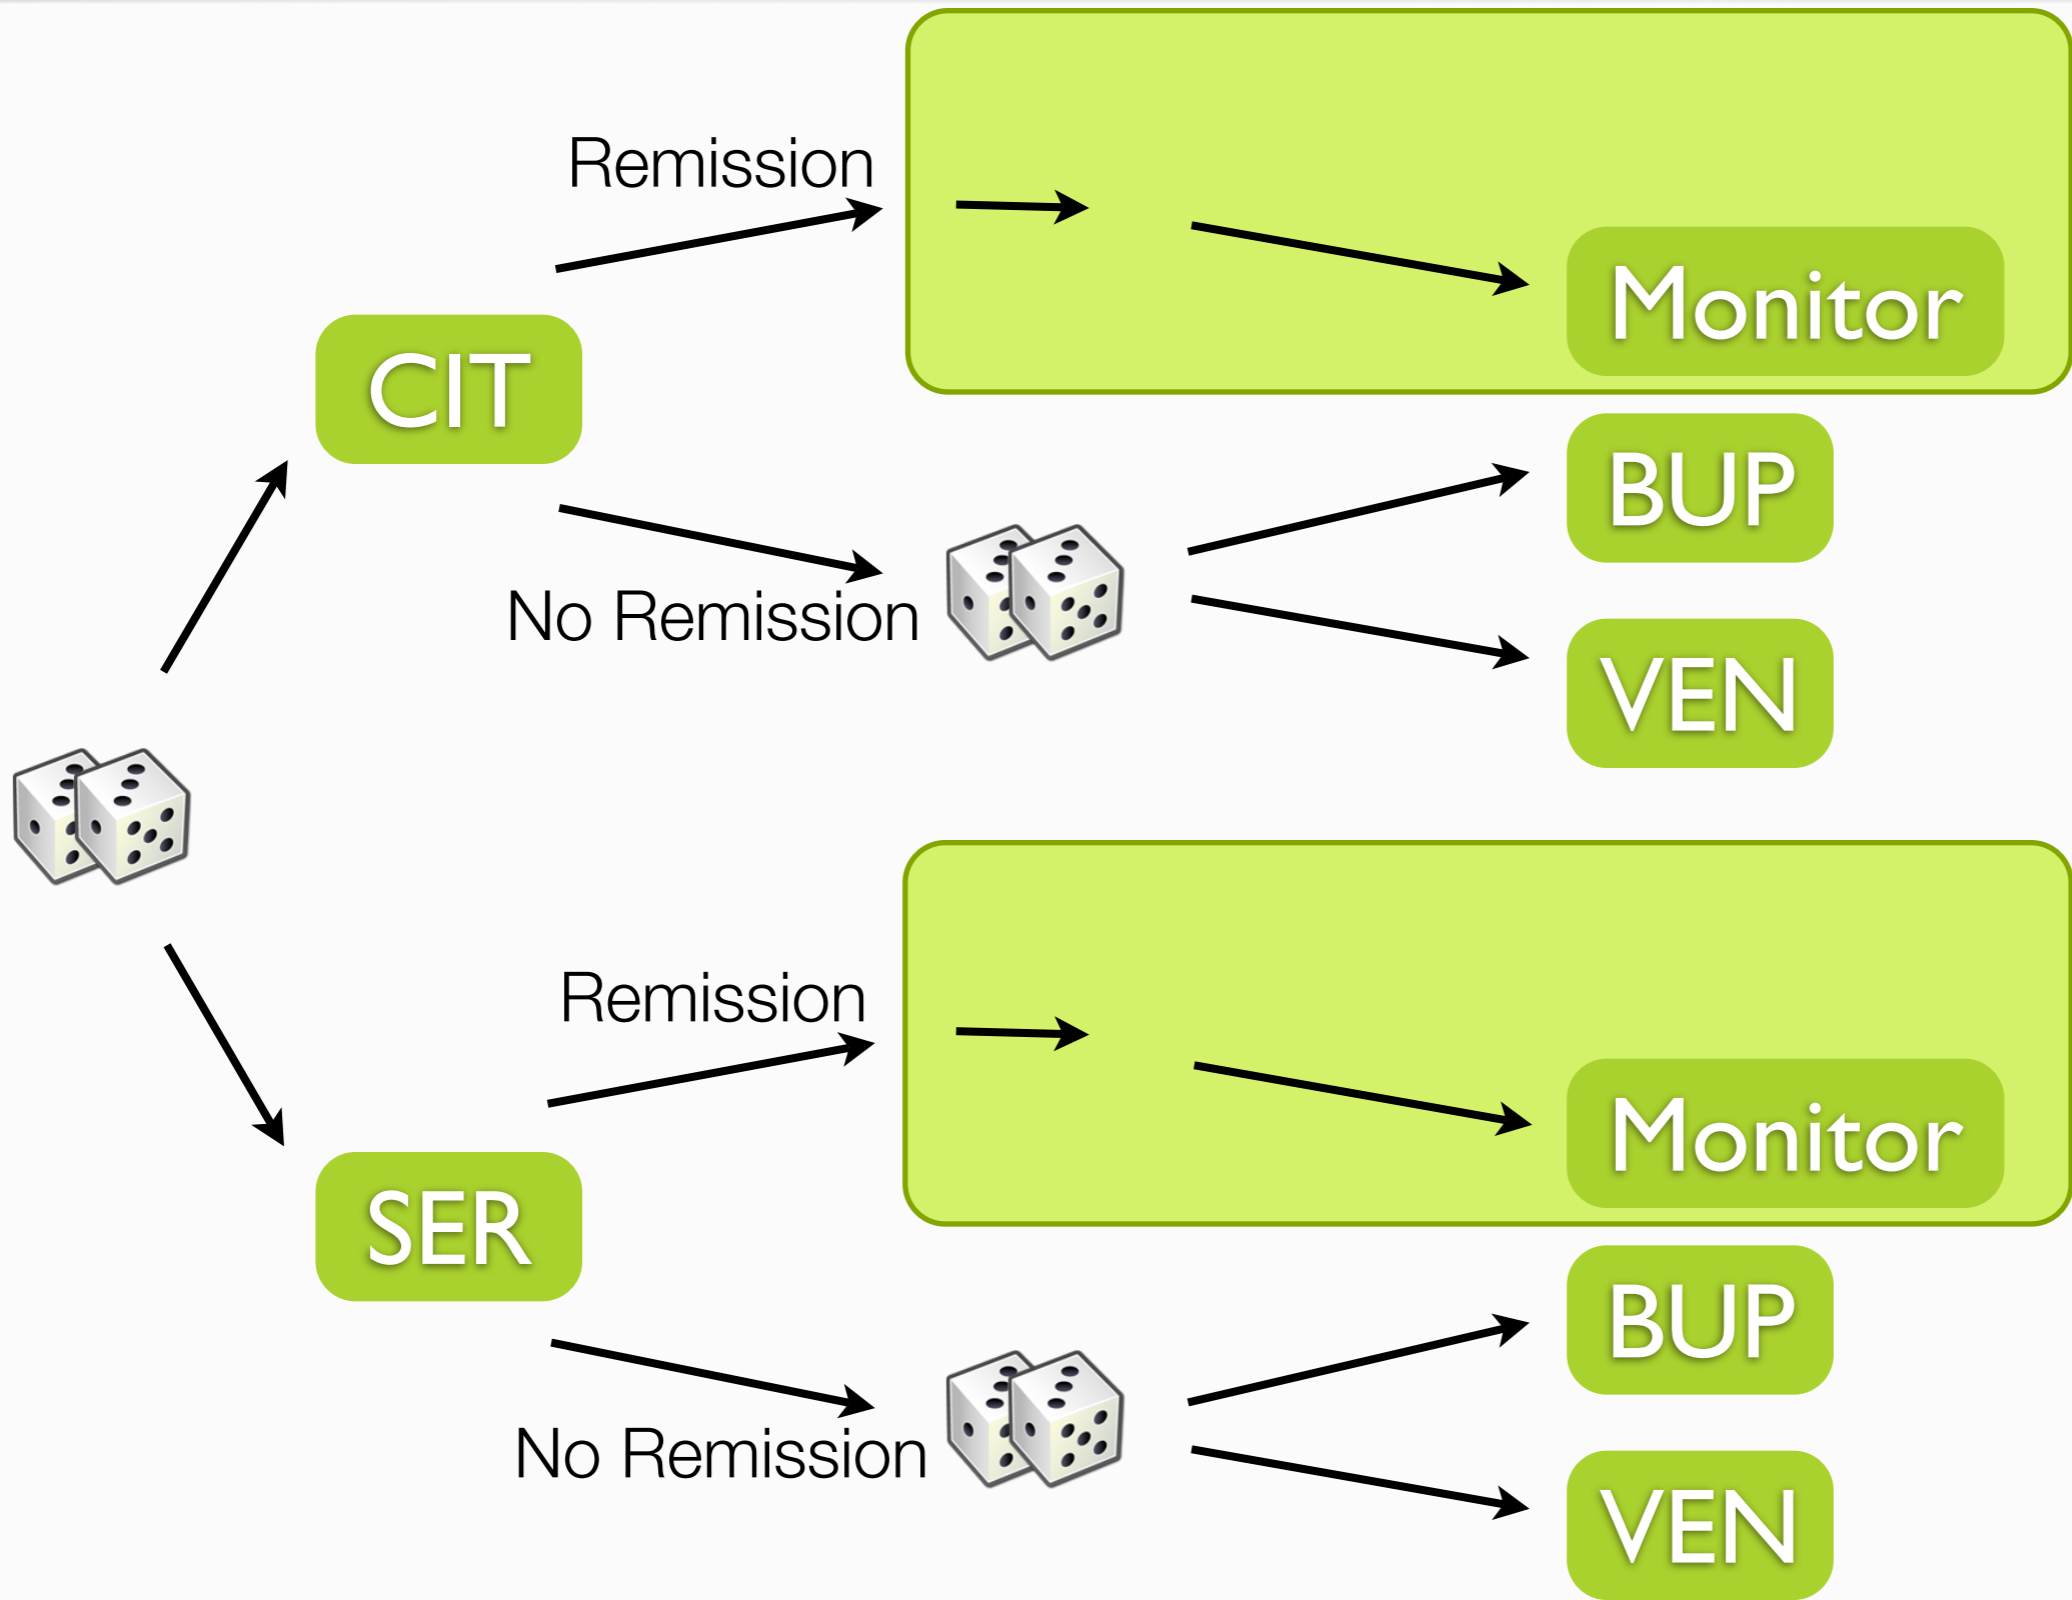 Remission
Monitor
CIT
BUP
No Remission
VEN
Remission
Monitor
SER
BUP
No Remission
VEN